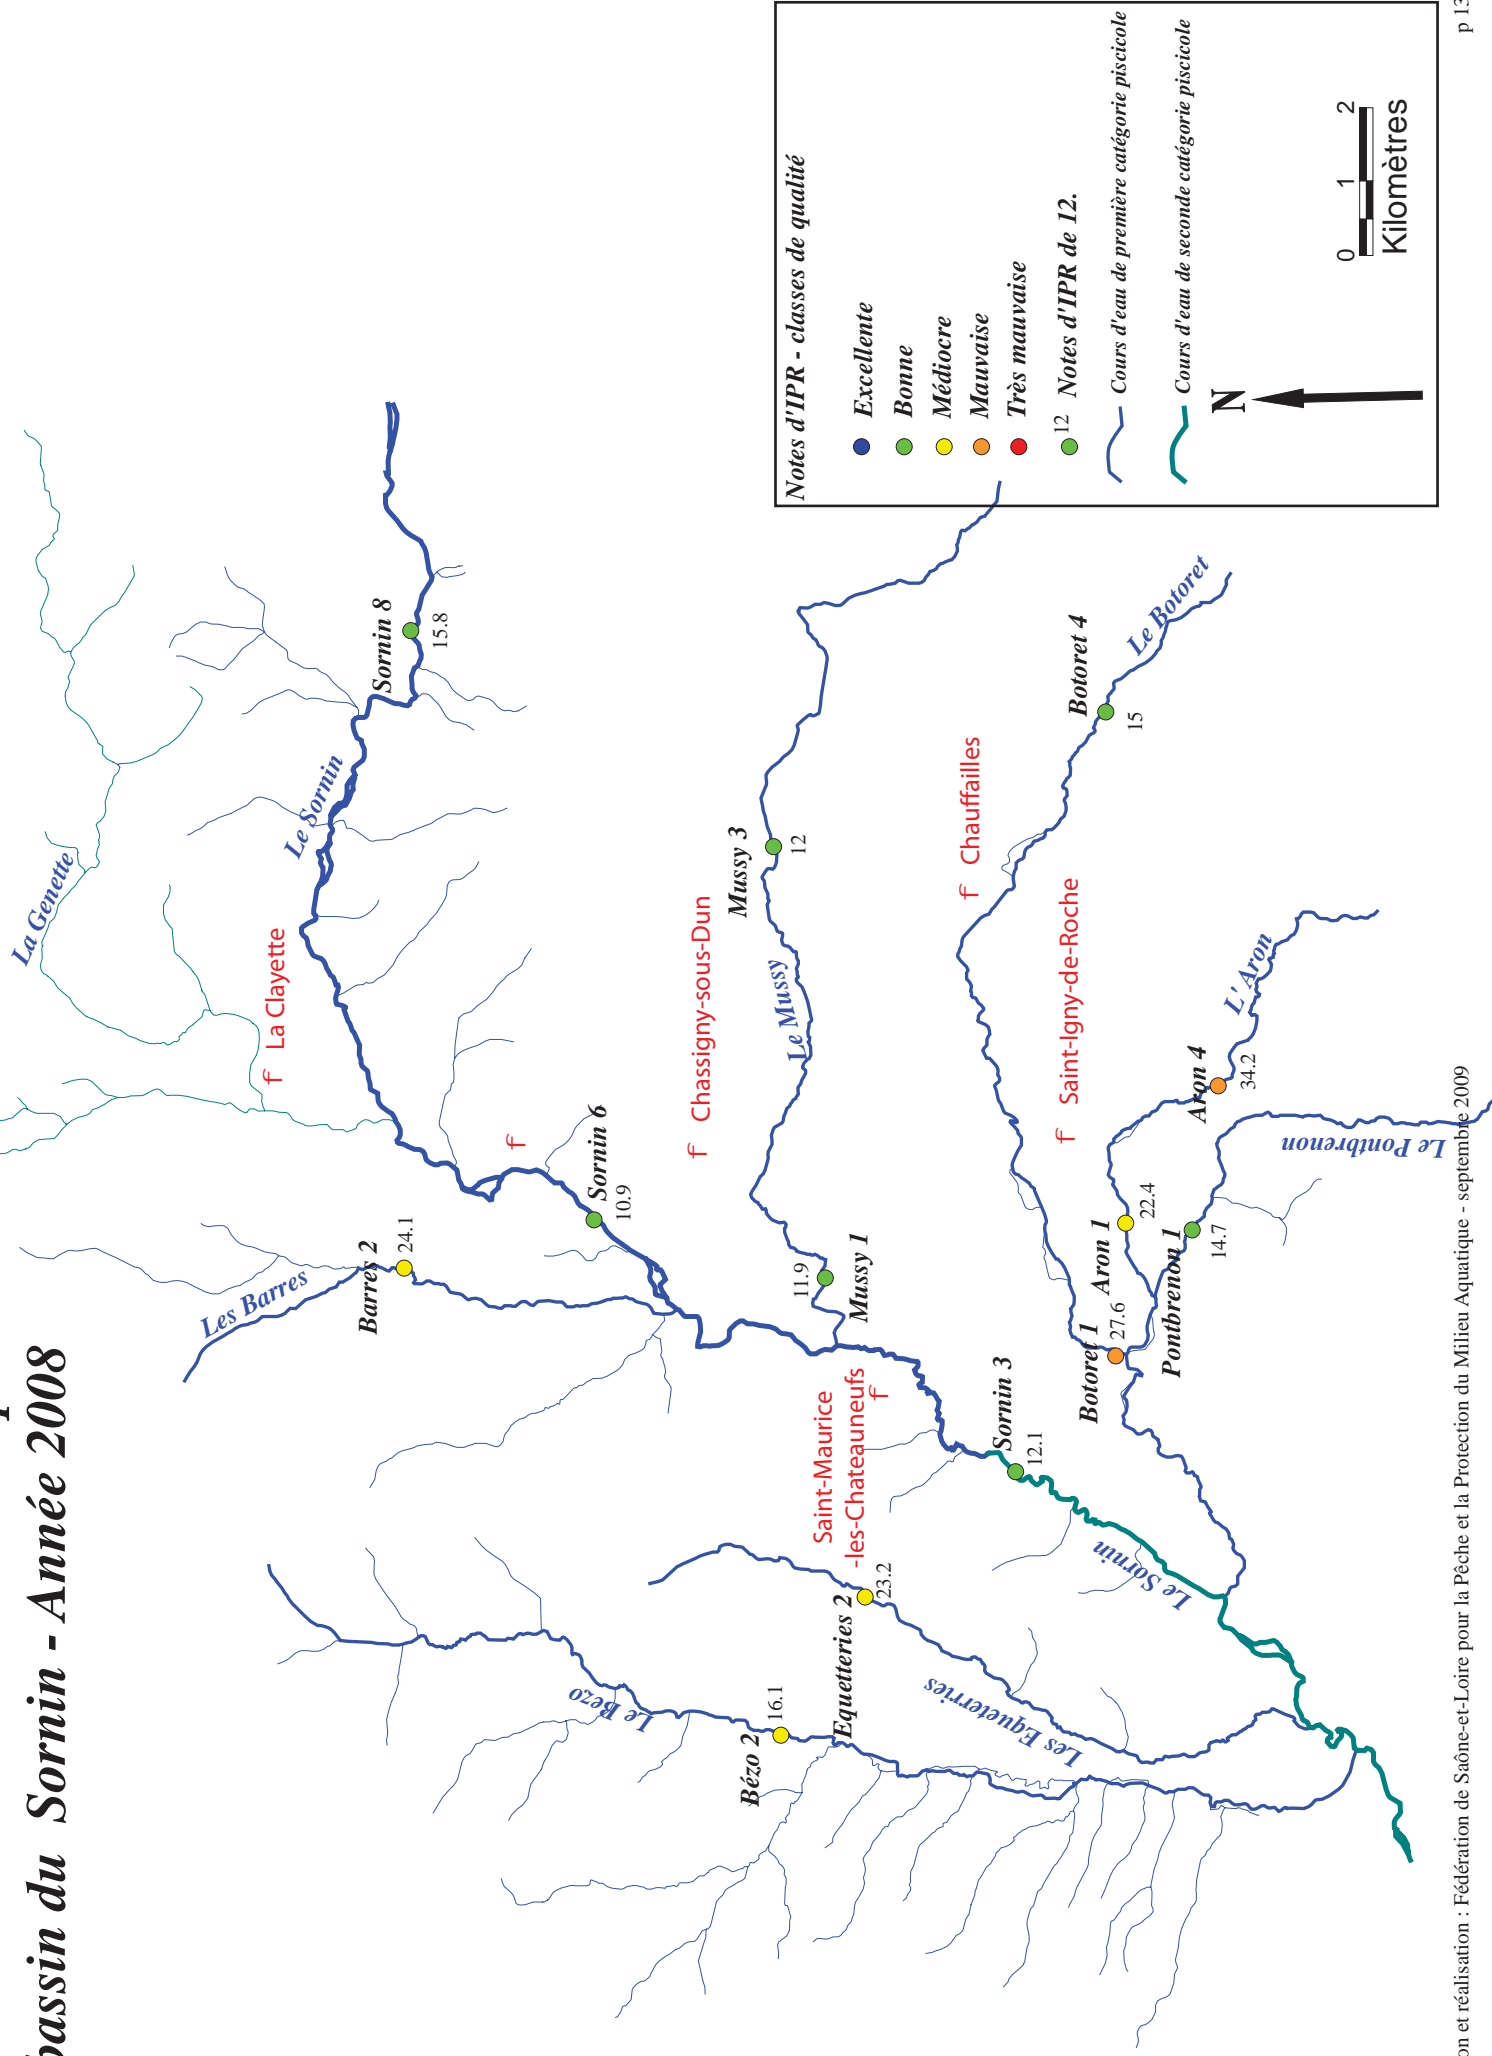 bassin du Sornin - Année 2008
La Genette
Le Sornin
La Clayette
Sornin 8
15.8
Les Barres
Barres 2
24.1
Sornin 6
10.9
Chassigny-sous-Dun
Mussy 3
12
Le Mussy
Mussy 1
11.9
Chauffailles
Saint-Igny-de-Roche
Botoret 4
15
Le Botoret
L'Aron
Aron 4
34.2
Le Pontbrenon
Aron 1
22.4
Pontbrenon 1
14.7
Botoret 1
27.6
Saint-Maurice
-les-Chateauneufs
Sornin 3
12.1
Le Sornin
Equetteries 2
23.2
Les Equeteries
Le Bézo
Bézo 2
16.1
Notes d'IPR - classes de qualité
Excellente
Bonne
Médiocre
Mauvaise
Très mauvaise
12 Notes d'IPR de 12.
Cours d'eau de première catégorie piscicole
Cours d'eau de seconde catégorie piscicole
N
0 1 2
Kilomètres
on et réalisation : Fédération de Saône-et-Loire pour la Pêche et la Protection du Milieu Aquatique - septembre 2009
p 13